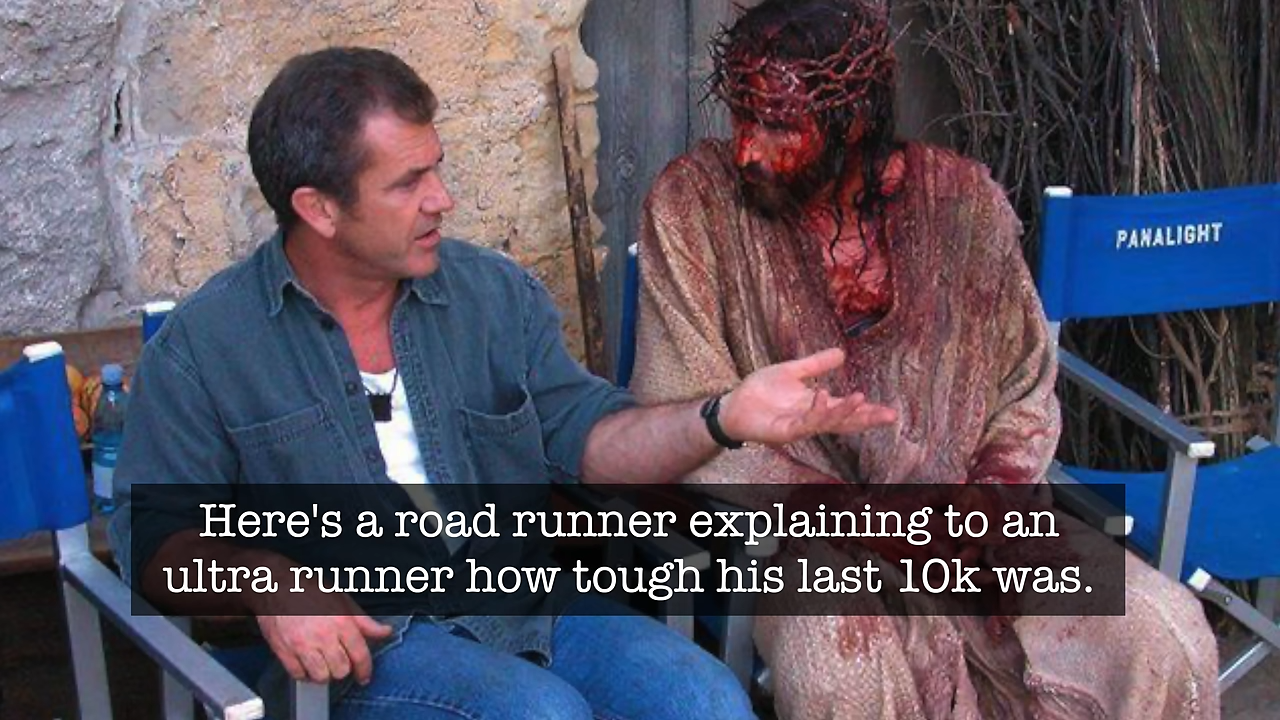 PANALIGHT
Here's a road runner explaining to an
ultra runner how tough his last 10k was.